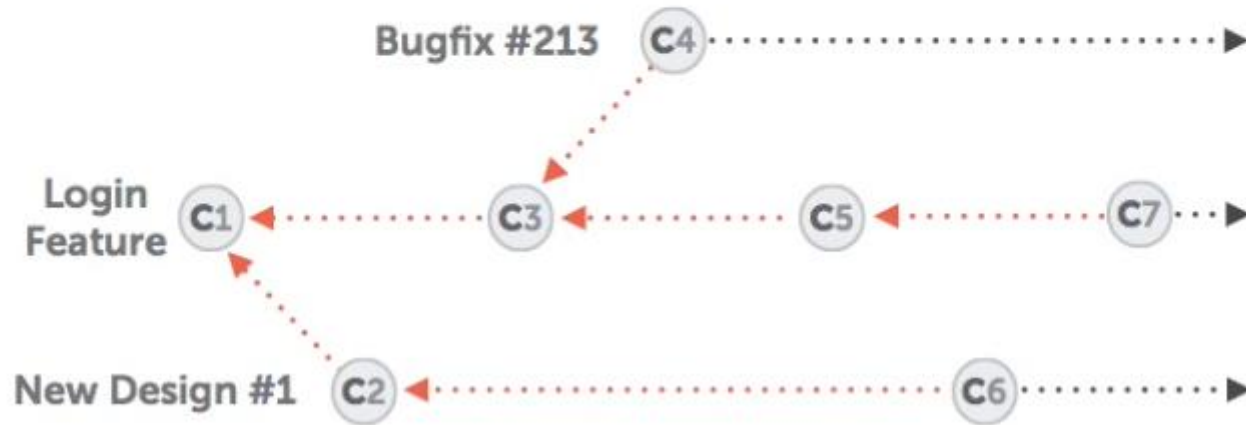 Bugfix #213
C4
Login
Feature
C1
C3
C5
C7
New Design #1
C2
C6